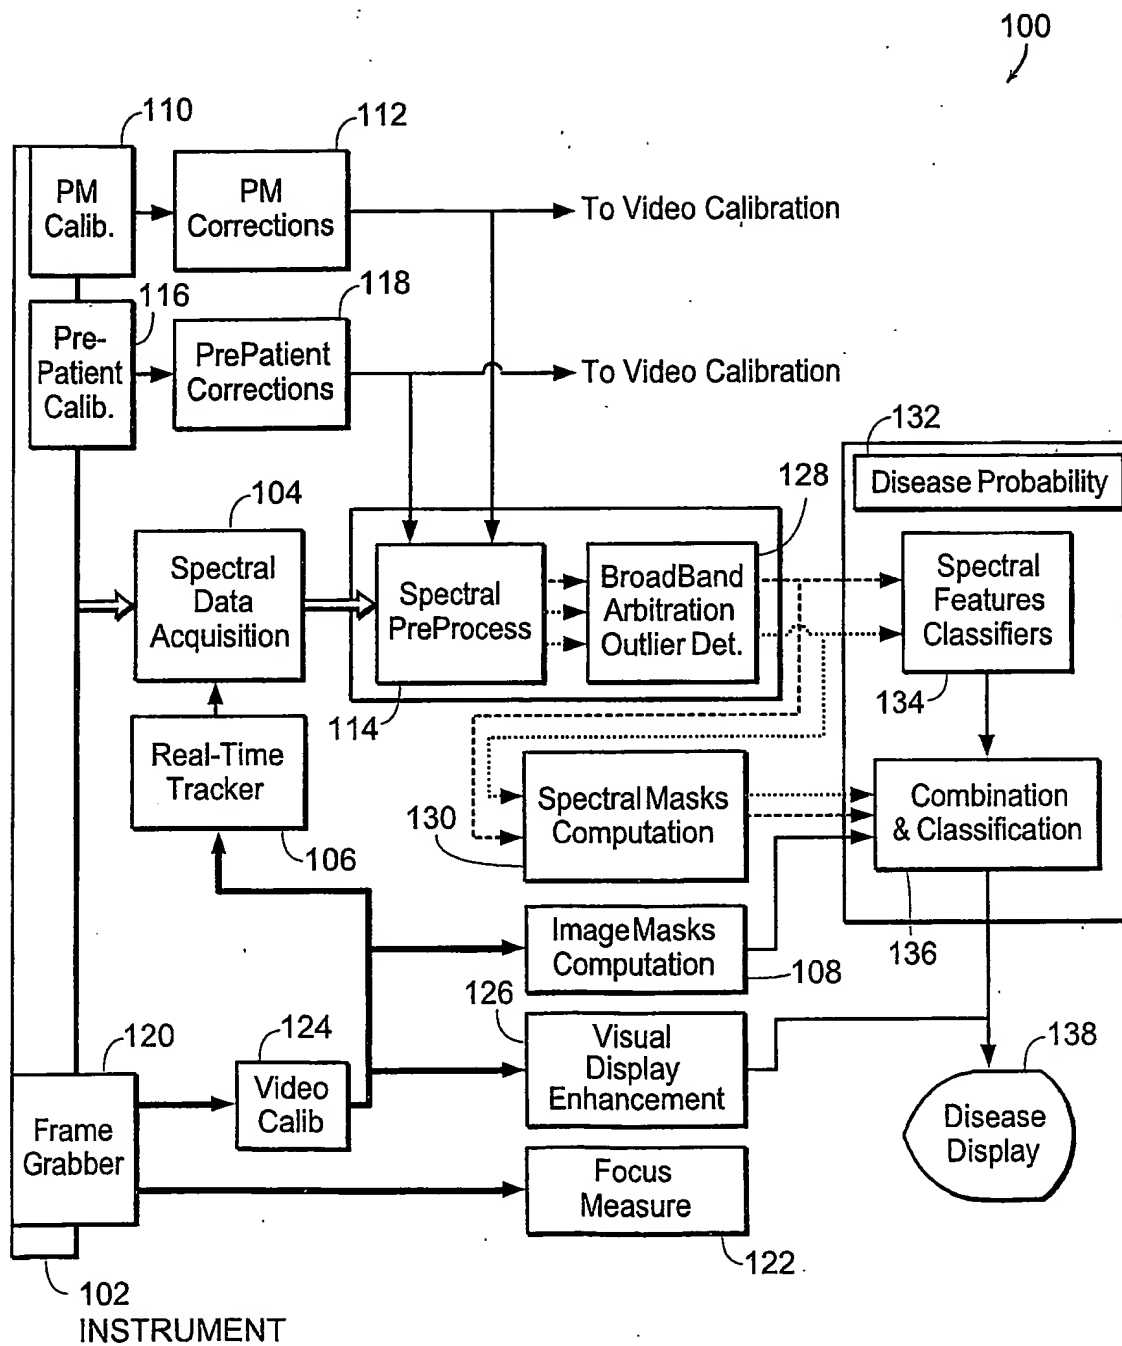 100
110
112
PM
Calib.
PM
Corrections
To Video Calibration
116
118
Pre-
Patient
Calib.
PrePatient
Corrections
To Video Calibration
132
Disease Probability
104
128
Spectral
Data
Acquisition
Spectral
PreProcess
BroadBand
Arbitration
Outlier Det.
Spectral
Features
Classifiers
114
134
Real-Time
Tracker
106
130
Spectral Masks
Computation
Combination
& Classification
136
Image Masks
Computation
108
126
Visual
Display
Enhancement
120
124
Video
Calib
Frame
Grabber
138
Disease
Display
Focus
Measure
122
102
INSTRUMENT